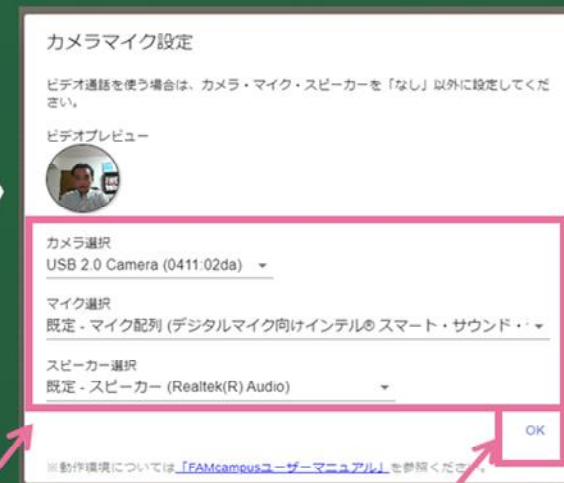 カメラマイク設定
ビデオ通話を使う場合は、カメラ・マイク・スピーカーを「なし」以外に設定してくだ
さい。
ビデオプレビュー
カメラ選択
USB 2.0 Camera (0411:02da)
マイク選択
既定 - マイク配列 (デジタルマイク向けインテル® スマート・サウンド・
スピーカー選択
既定 - スピーカー (Realtek(R) Audio)
OK
※動作環境については「FAMcampusユーザーマニュアル」を参照ください。